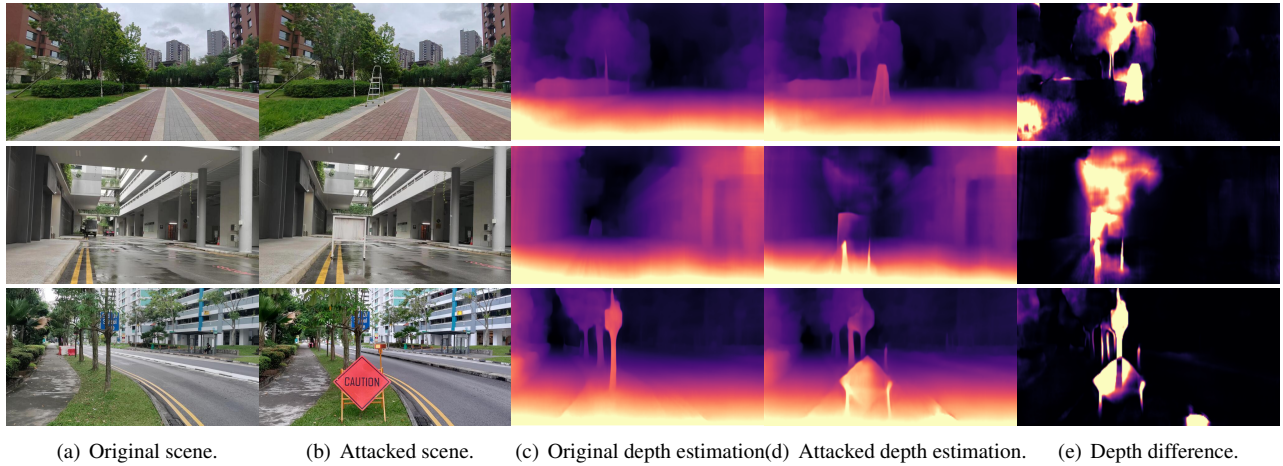 CAUTION
(a) Original scene.
(b) Attacked scene.
(c) Original depth estimation
(d) Attacked depth estimation.
(e) Depth difference.